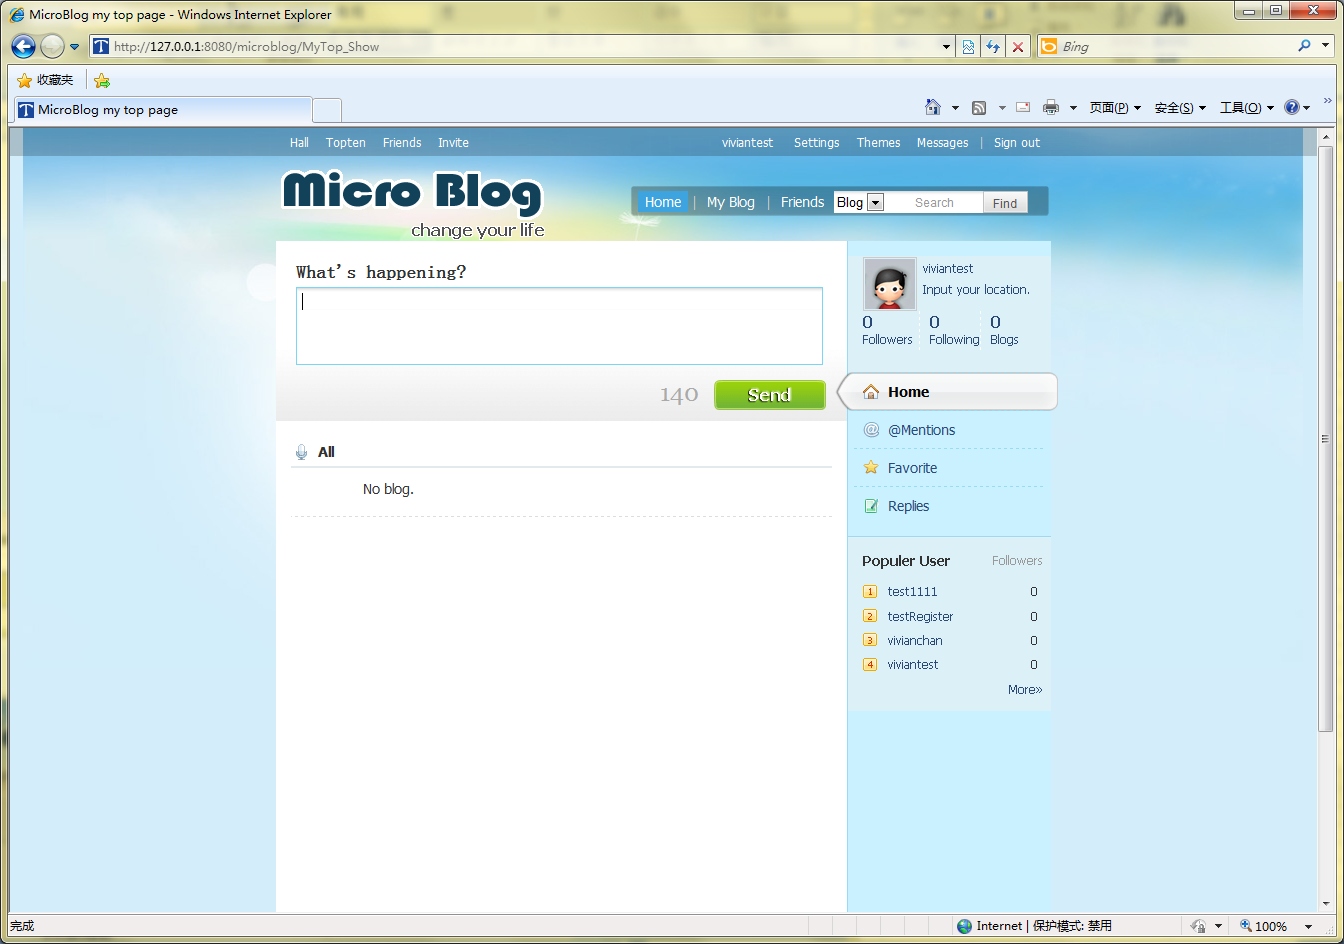 MicroBlog my top page - Windows Internet Explorer
http://127.0.0.1:8080/microblog/MyTop_Show
Bing
收藏夹
MicroBlog my top page
页面(P) 安全(S) 工具(O)
Hall Topten Friends Invite viviantest Settings Themes Messages | Sign out
Micro Blog
change your life
Home | My Blog | Friends Blog Search Find
What's happening?
140 Send
All
No blog.
viviantest
Input your location.
0 0 0
Followers Following Blogs
Home
@Mentions
Favorite
Replies
Populer User Followers
1 test1111 0
2 testRegister 0
3 vivianchan 0
4 viviantest 0
More»
完成 Internet | 保护模式: 禁用 100%